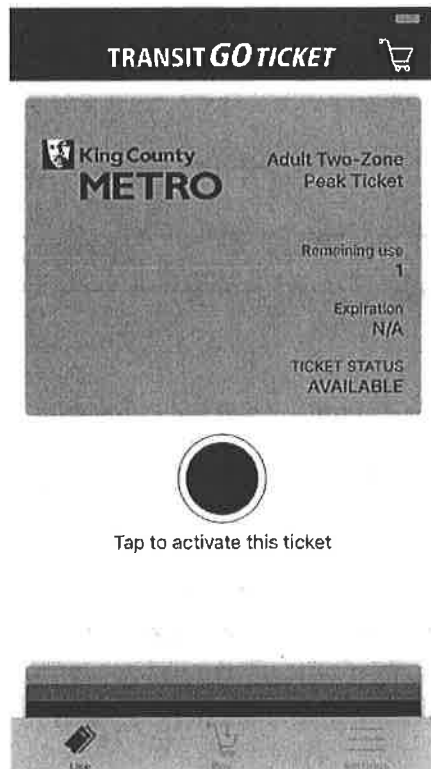 TRANSIT GO TICKET
King County
METRO
Adult Two-Zone
Peak Ticket
Remaining use
1
Expiration
N/A
TICKET STATUS
AVAILABLE
Tap to activate this ticket
Use